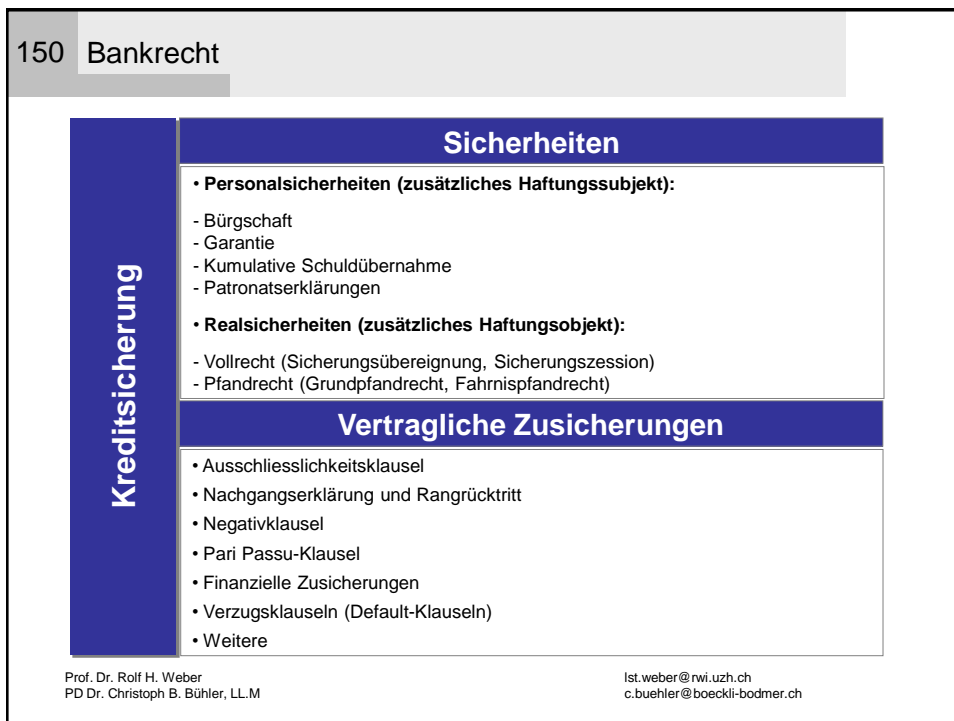 150 Bankrecht
Kreditsicherung
Sicherheiten
• Personalsicherheiten (zusätzliches Haftungssubjekt):
- Bürgschaft
- Garantie
- Kumulative Schuldübernahme
- Patronatserklärungen
• Realsicherheiten (zusätzliches Haftungsobjekt):
- Vollrecht (Sicherungsübereignung, Sicherungszession)
- Pfandrecht (Grundpfandrecht, Fahrnispfandrecht)
Vertragliche Zusicherungen
• Ausschliesslichkeitsklausel
• Nachgangserklärung und Rangrücktritt
• Negativklausel
• Pari Passu-Klausel
• Finanzielle Zusicherungen
• Verzugsklauseln (Default-Klauseln)
• Weitere
Prof. Dr. Rolf H. Weber
PD Dr. Christoph B. Bühler, LL.M
lst.weber@rwi.uzh.ch
c.buehler@boeckli-bodmer.ch